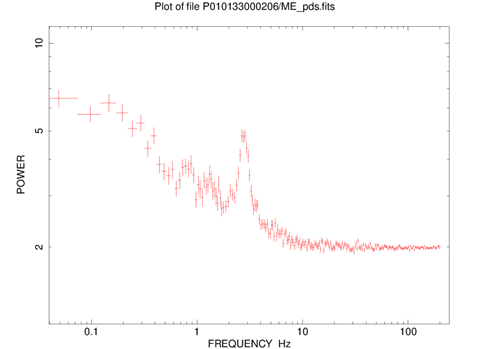 Plot of file P010133000206/ME_pds.fits
10
5
2
POWER
0.1 1 10 100
FREQUENCY Hz